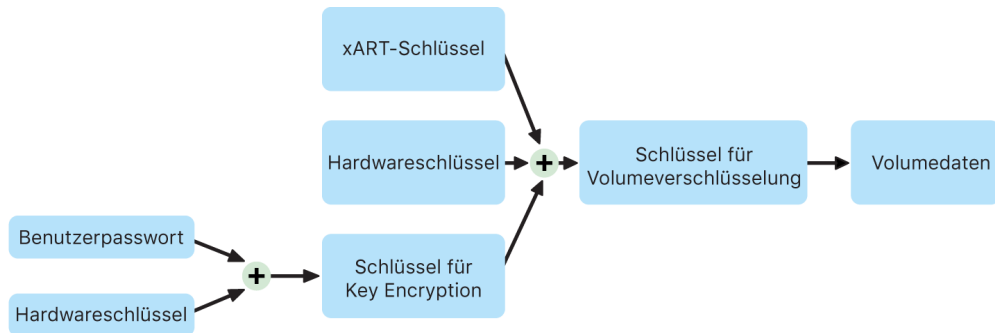 xART-Schlüssel
Hardwareschlüssel
+
Schlüssel für
Volumeverschlüsselung
Volumedaten
Benutzerpasswort
+
Schlüssel für
Key Encryption
Hardwareschlüssel